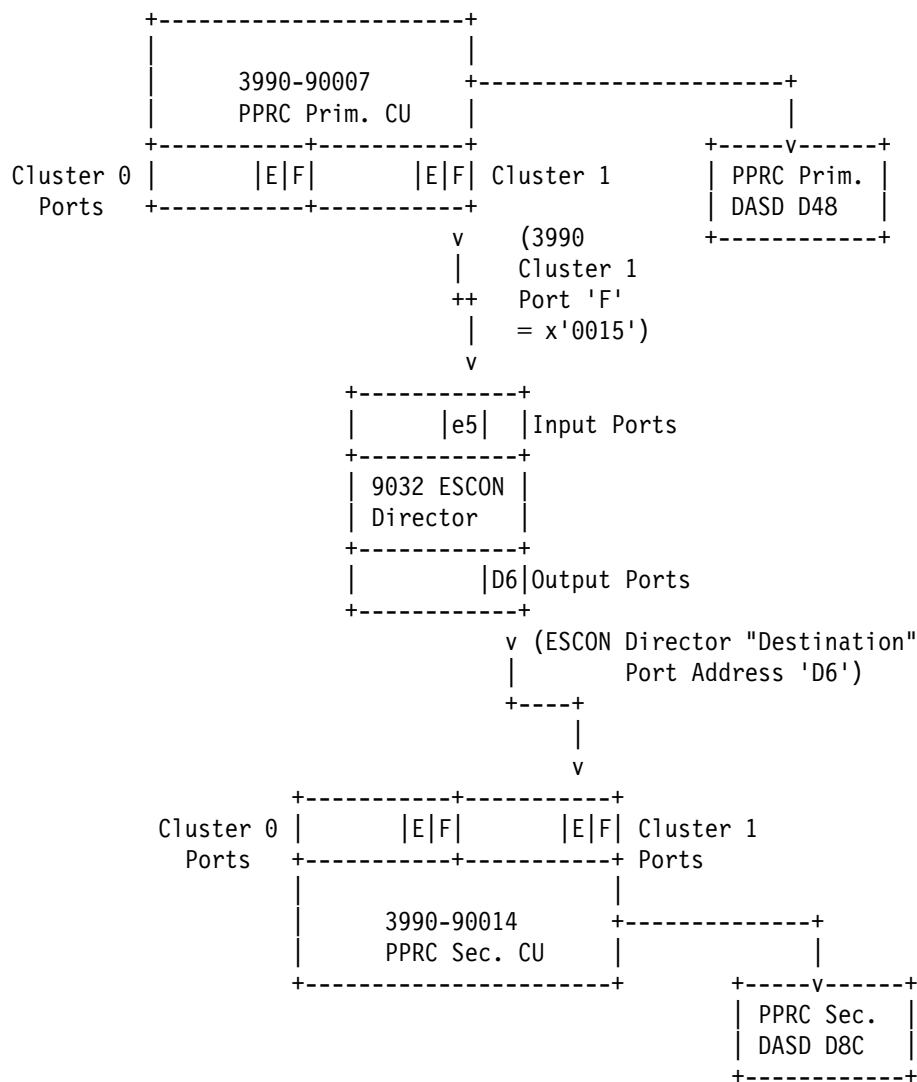 3990-90007
PPRC Prim. CU
Cluster 0 |E|F| |E|F| Cluster 1
Ports
PPRC Prim.
DASD D48
(3990
Cluster 1
Port 'F'
= x'0015')
|e5| Input Ports
9032 ESCON
Director
|D6| Output Ports
(ESCON Director "Destination"
Port Address 'D6')
Cluster 0 |E|F| |E|F| Cluster 1
Ports Ports
3990-90014
PPRC Sec. CU
PPRC Sec.
DASD D8C